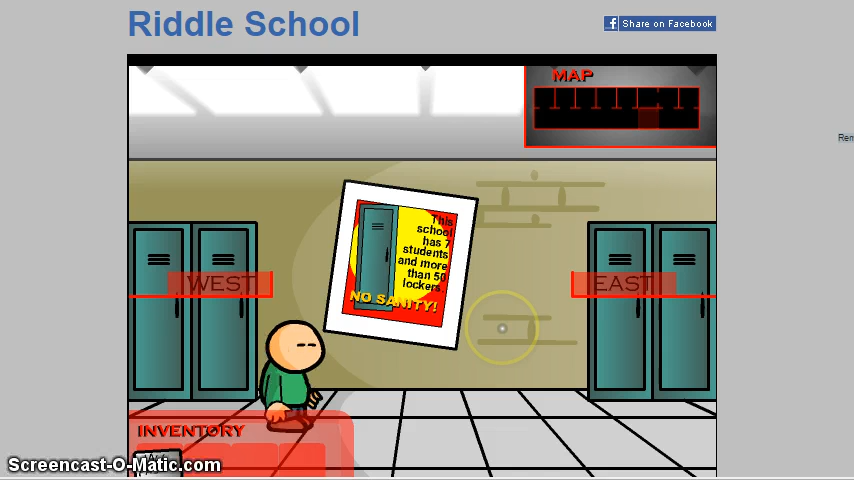 Riddle School
f Share on Facebook
MAP
Ren
This
school
has 7
students
and more
than 50
lockers.
NO SANITY!
WEST
EAST
INVENTORY
Screencast-O-Matic.com